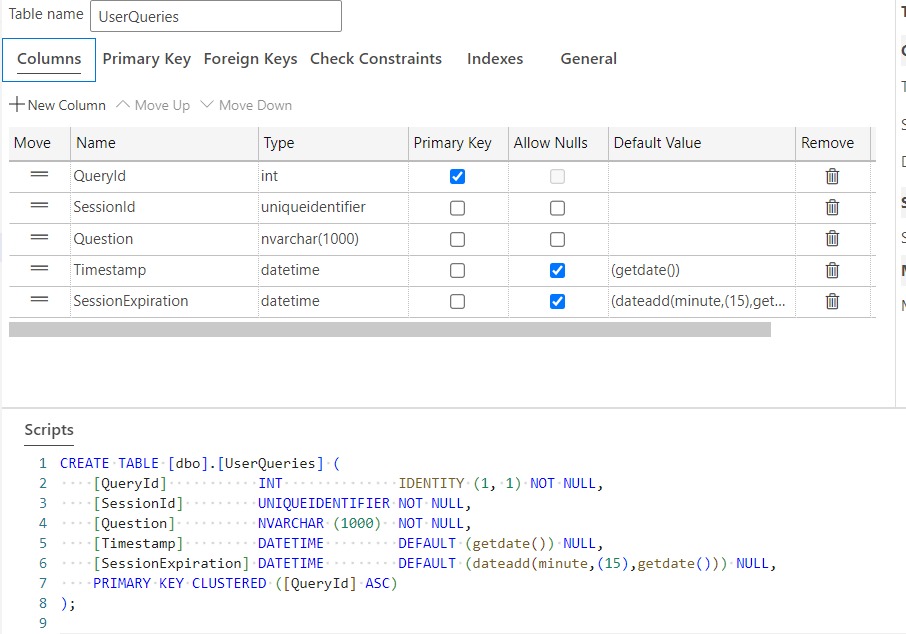 Table name UserQueries
Columns Primary Key Foreign Keys Check Constraints Indexes General
New Column Move Up Move Down
Move Name Type Primary Key Allow Nulls Default Value Remove
QueryId int
SessionId uniqueidentifier
Question nvarchar(1000)
Timestamp datetime (getdate())
SessionExpiration datetime (dateadd(minute,(15),get...
Scripts
1 CREATE TABLE [dbo].[UserQueries] (
2 [QueryId] INT IDENTITY (1, 1) NOT NULL,
3 [SessionId] UNIQUEIDENTIFIER NOT NULL,
4 [Question] NVARCHAR (1000) NOT NULL,
5 [Timestamp] DATETIME DEFAULT (getdate()) NULL,
6 [SessionExpiration] DATETIME DEFAULT (dateadd(minute,(15),getdate())) NULL,
7 PRIMARY KEY CLUSTERED ([QueryId] ASC)
8 );
9